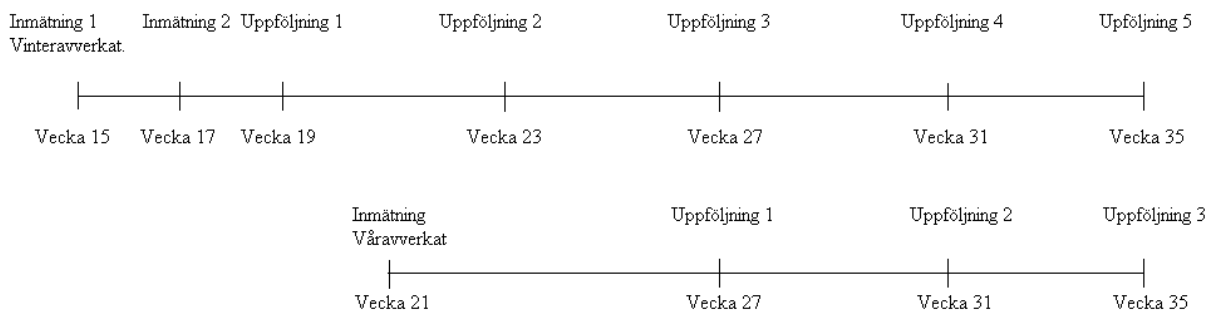 Inmätning 1 Inmätning 2 Uppföljning 1 Uppföljning 2 Uppföljning 3 Uppföljning 4 Upföljning 5
Vinteravverkat.
Vecka 15 Vecka 17 Vecka 19 Vecka 23 Vecka 27 Vecka 31 Vecka 35
Inmätning Uppföljning 1 Uppföljning 2 Uppföljning 3
Våravverkat
Vecka 21 Vecka 27 Vecka 31 Vecka 35